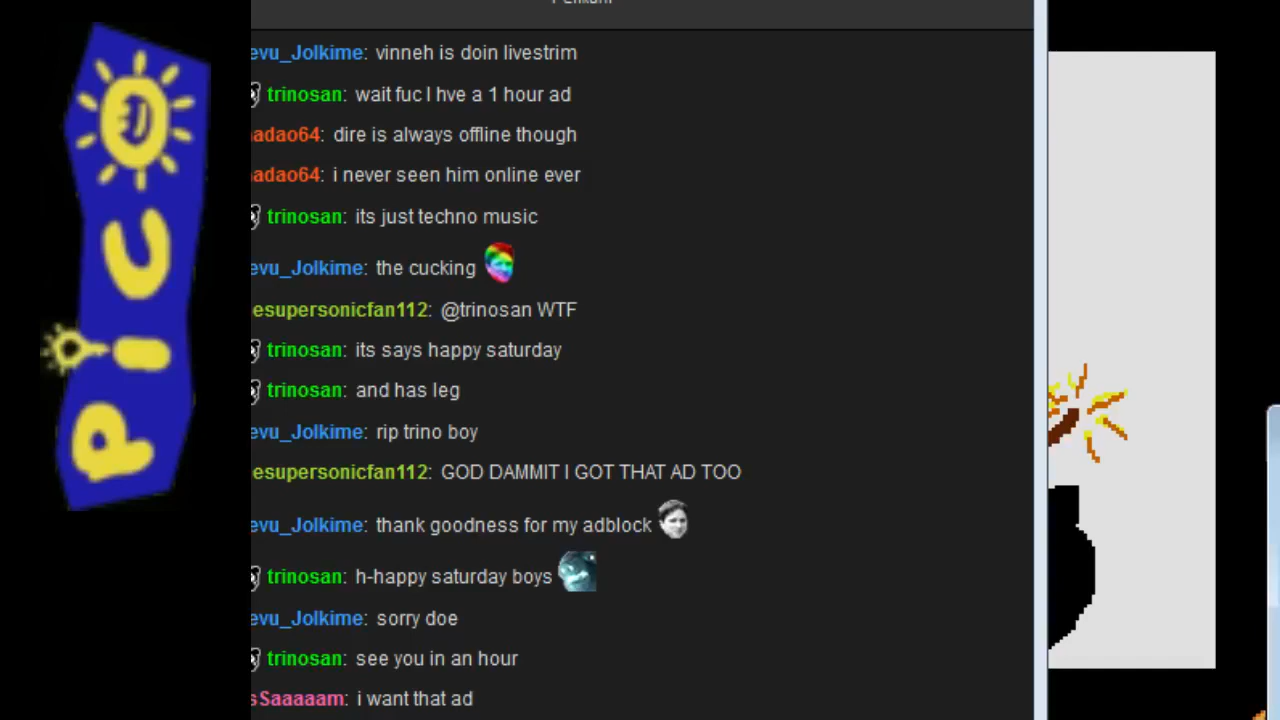 PiCO
evu_Jolkime: vinneh is doin livestrim
trinosan: wait fuc I hve a 1 hour ad
adao64: dire is always offline though
adao64: i never seen him online ever
trinosan: its just techno music
evu_Jolkime: the cucking
esupersonicfan112: @trinosan WTF
trinosan: its says happy saturday
trinosan: and has leg
evu_Jolkime: rip trino boy
esupersonicfan112: GOD DAMMIT I GOT THAT AD TOO
evu_Jolkime: thank goodness for my adblock
trinosan: h-happy saturday boys
evu_Jolkime: sorry doe
trinosan: see you in an hour
sSaaaaam: i want that ad